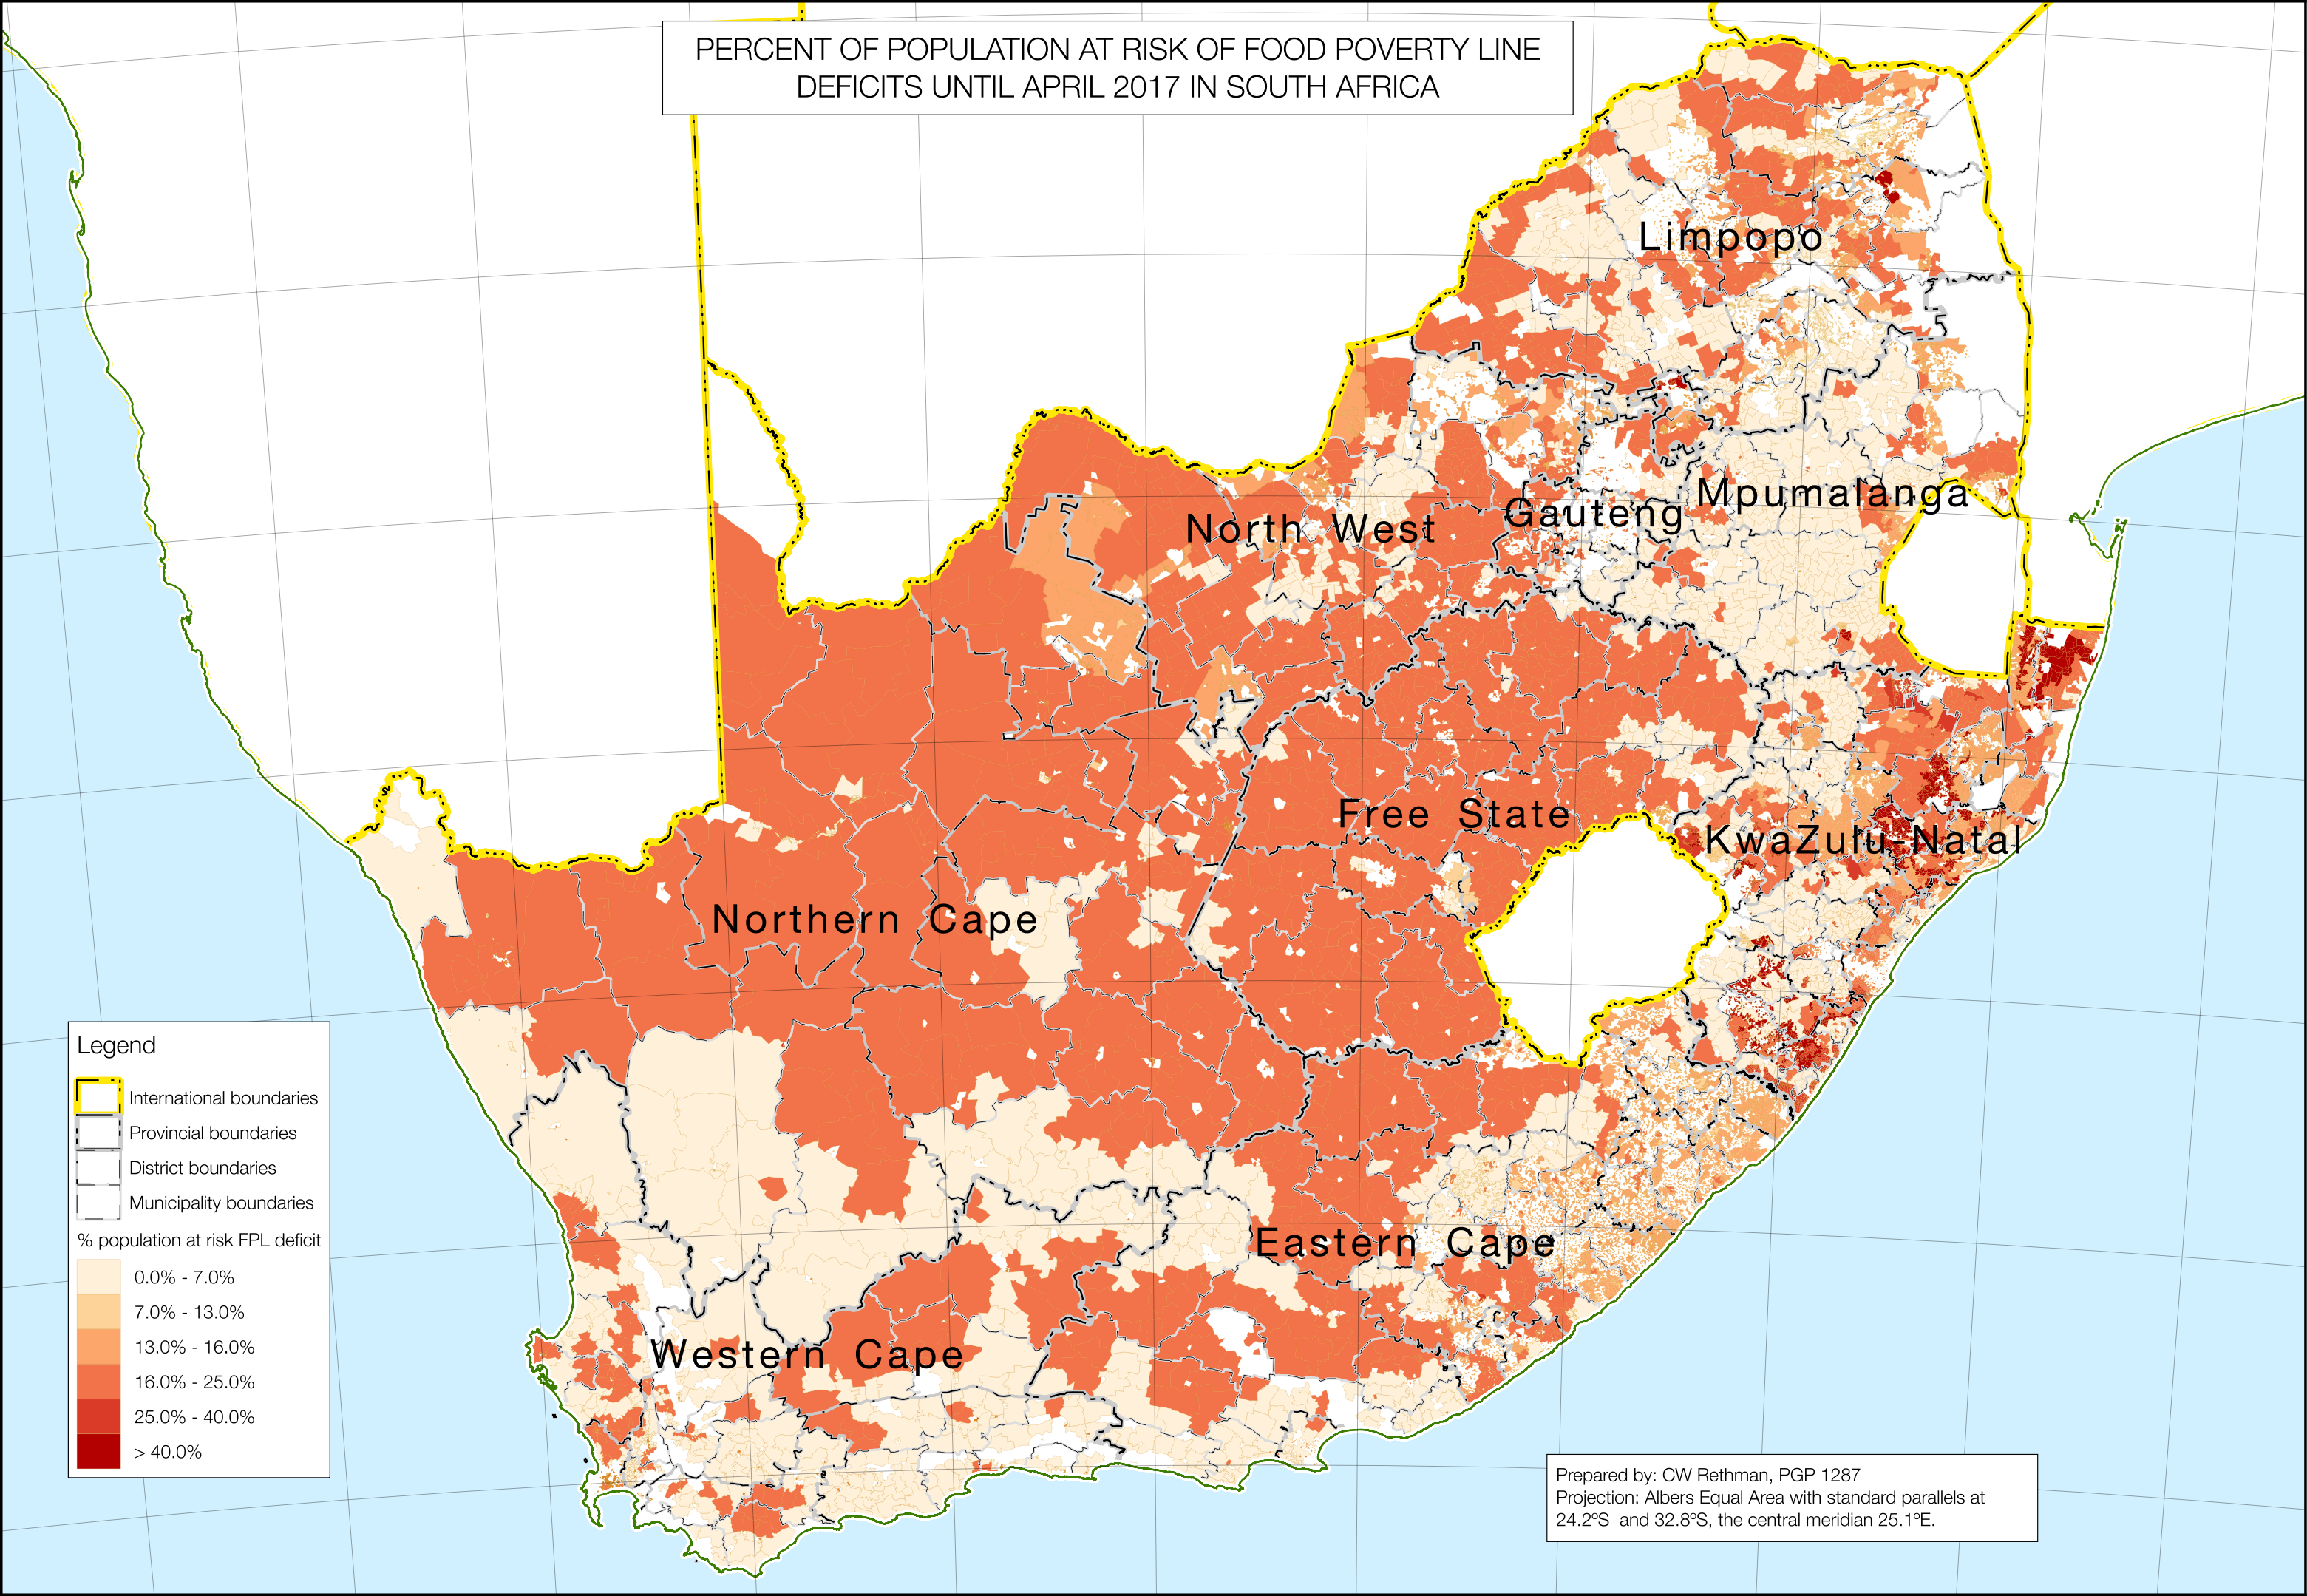 PERCENT OF POPULATION AT RISK OF FOOD POVERTY LINE
DEFICITS UNTIL APRIL 2017 IN SOUTH AFRICA
Limpopo
Mpumalanga
Gauteng
North West
Free State
KwaZulu-Natal
Northern Cape
Eastern Cape
Western Cape
Legend
International boundaries
Provincial boundaries
District boundaries
Municipality boundaries
% population at risk FPL deficit
0.0% - 7.0%
7.0% - 13.0%
13.0% - 16.0%
16.0% - 25.0%
25.0% - 40.0%
> 40.0%
Prepared by: CW Rethman, PGP 1287
Projection: Albers Equal Area with standard parallels at
24.2ºS and 32.8ºS, the central meridian 25.1ºE.